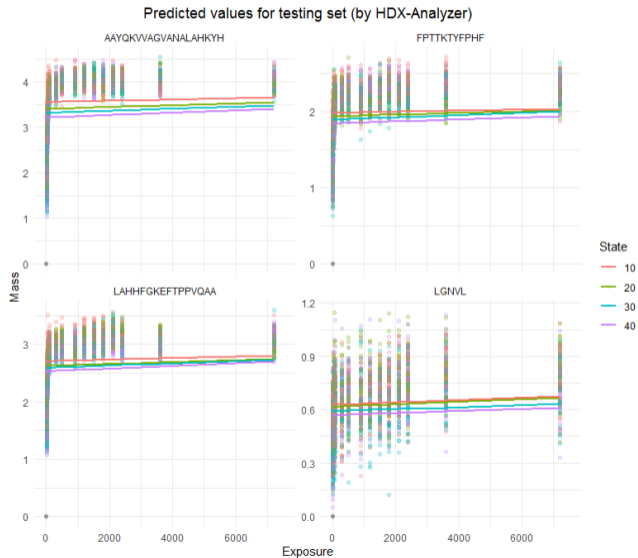 Predicted values for testing set (by HDX-Analyzer)
AAYQKVVAGVANALAHKYH
FPTTKTYFPHF
4
3
2
1
0
2
1
0
Mass
LAHHFGKEFTPPVQAA
LGNVL
3
2
1
0
1.2
0.9
0.6
0.3
0.0
0 2000 4000 6000
0 2000 4000 6000
Exposure
State
10
20
30
40